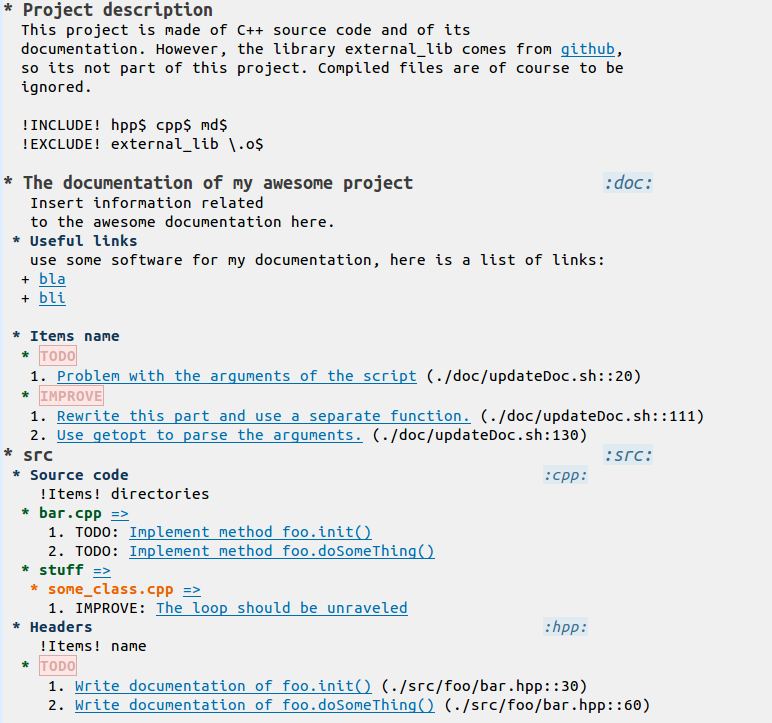 * Project description
This project is made of C++ source code and of its
documentation. However, the library external_lib comes from github,
so its not part of this project. Compiled files are of course to be
ignored.
!INCLUDE! hpp$ cpp$ md$
!EXCLUDE! external_lib \.o$
* The documentation of my awesome project :doc:
Insert information related
to the awesome documentation here.
* Useful links
use some software for my documentation, here is a list of links:
+ bla
+ bli
* Items name
* TODO
1. Problem with the arguments of the script (./doc/updateDoc.sh::20)
* IMPROVE
1. Rewrite this part and use a separate function. (./doc/updateDoc.sh::111)
2. Use getopt to parse the arguments. (./doc/updateDoc.sh:130)
* src :src:
* Source code :cpp:
!Items! directories
* bar.cpp =>
1. TODO: Implement method foo.init()
2. TODO: Implement method foo.doSomeThing()
* stuff =>
* some_class.cpp =>
1. IMPROVE: The loop should be unraveled
* Headers :hpp:
!Items! name
* TODO
1. Write documentation of foo.init() (./src/foo/bar.hpp::30)
2. Write documentation of foo.doSomeThing() (./src/foo/bar.hpp::60)